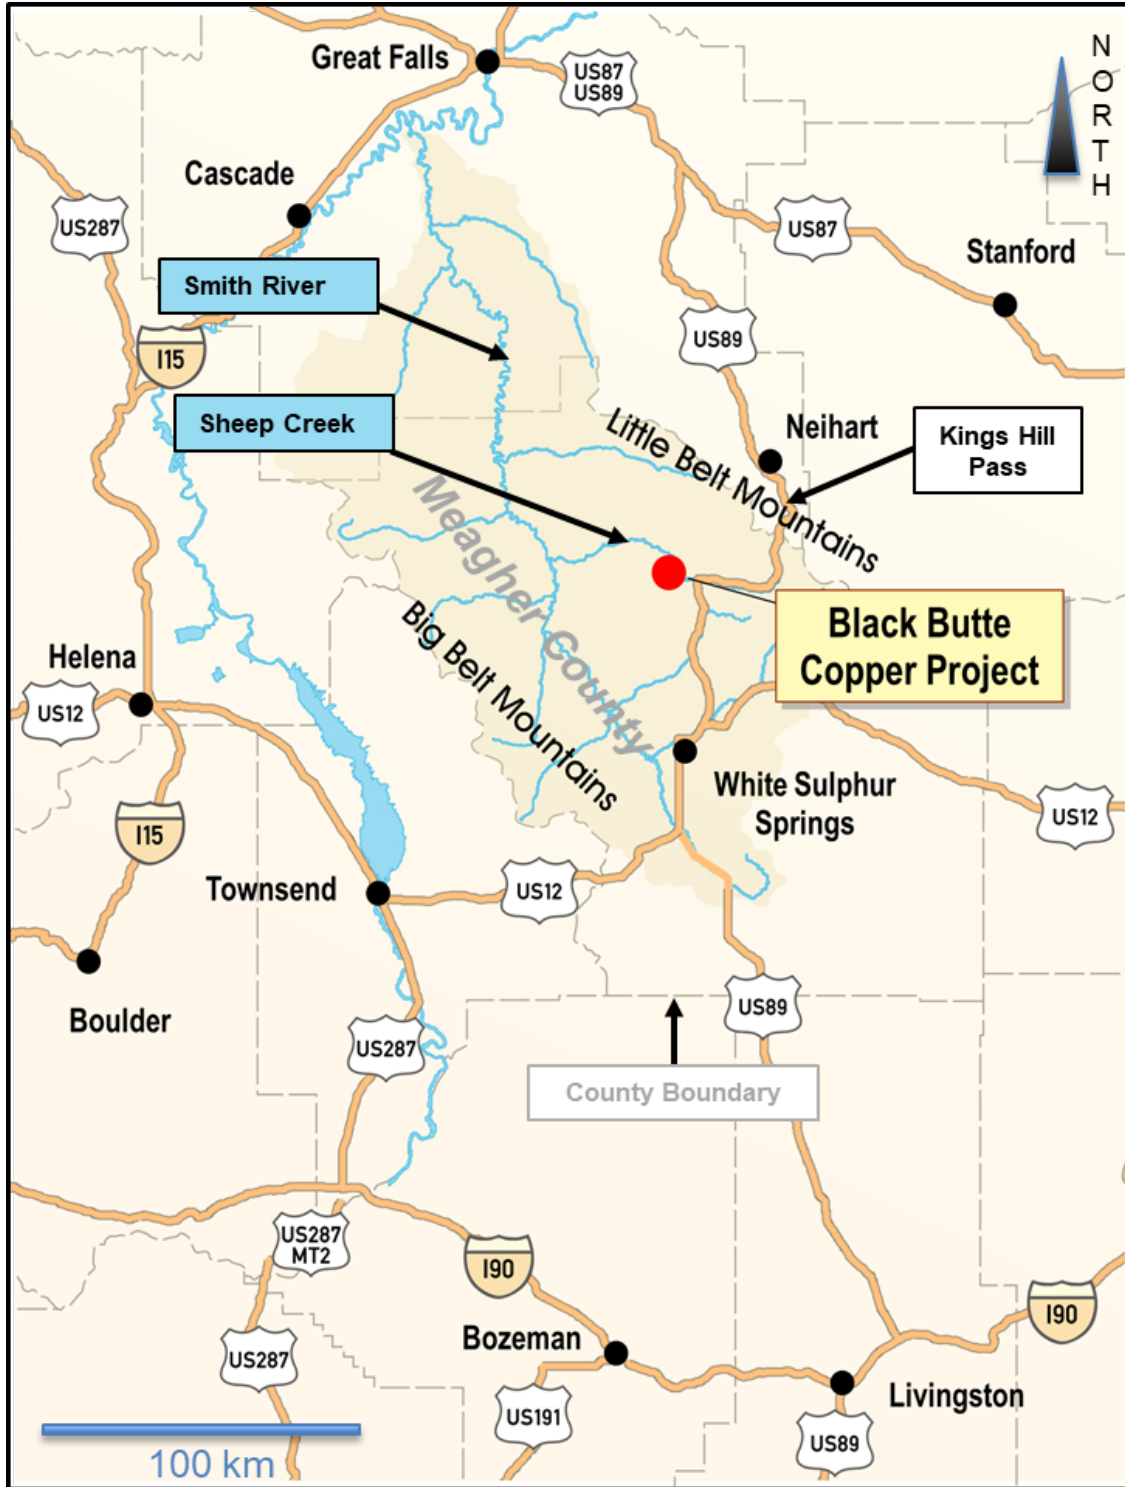 Great Falls
US87
US89
N
O
R
T
H
Cascade
US287
US87
Stanford
Smith River
I15
US89
Sheep Creek
Neihart
Kings Hill
Pass
Little Belt Mountains
Meagher County
Big Belt Mountains
Black Butte
Copper Project
Helena
US12
White Sulphur
Springs
US12
I15
Townsend
US12
Boulder
US89
US287
County Boundary
US287
MT2
I90
I90
Bozeman
US287
Livingston
US191
US89
100 km